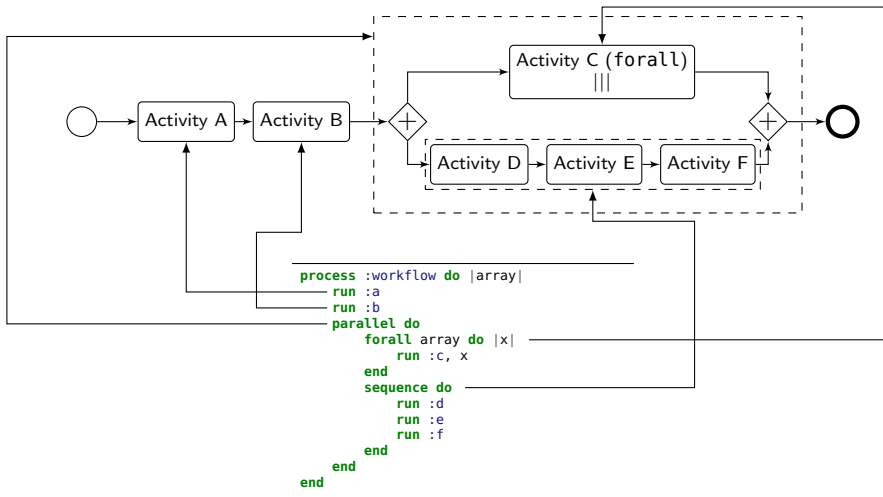 Activity C (forall)
|||
Activity A
Activity B
Activity D
Activity E
Activity F
process :workflow do |array|
run :a
run :b
parallel do
forall array do |x|
run :c, x
end
sequence do
run :d
run :e
run :f
end
end
end